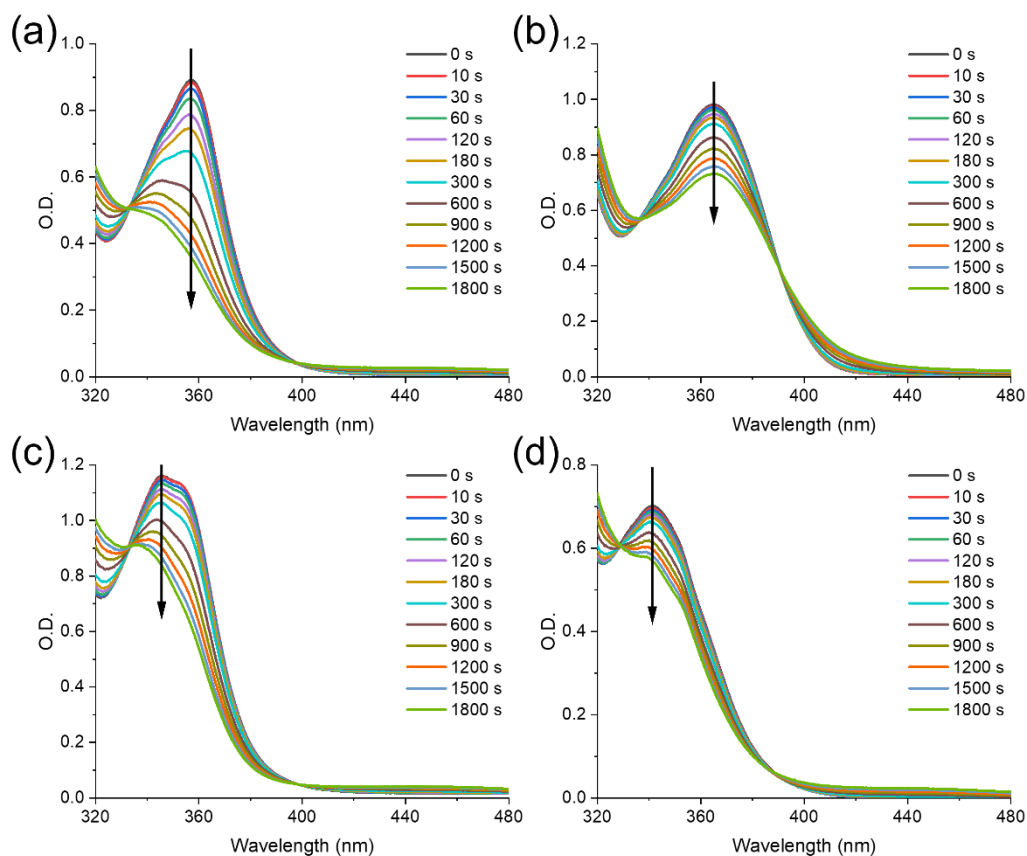 (a)
O.D.
1.0
0.8
0.6
0.4
0.2
0.0
320
360
400
440
480
Wavelength (nm)
0 s
10 s
30 s
60 s
120 s
180 s
300 s
600 s
900 s
1200 s
1500 s
1800 s
(b)
O.D.
1.2
1.0
0.8
0.6
0.4
0.2
0.0
320
360
400
440
480
Wavelength (nm)
0 s
10 s
30 s
60 s
120 s
180 s
300 s
600 s
900 s
1200 s
1500 s
1800 s
(c)
O.D.
1.2
1.0
0.8
0.6
0.4
0.2
0.0
320
360
400
440
480
Wavelength (nm)
0 s
10 s
30 s
60 s
120 s
180 s
300 s
600 s
900 s
1200 s
1500 s
1800 s
(d)
O.D.
0.8
0.6
0.4
0.2
0.0
320
360
400
440
480
Wavelength (nm)
0 s
10 s
30 s
60 s
120 s
180 s
300 s
600 s
900 s
1200 s
1500 s
1800 s